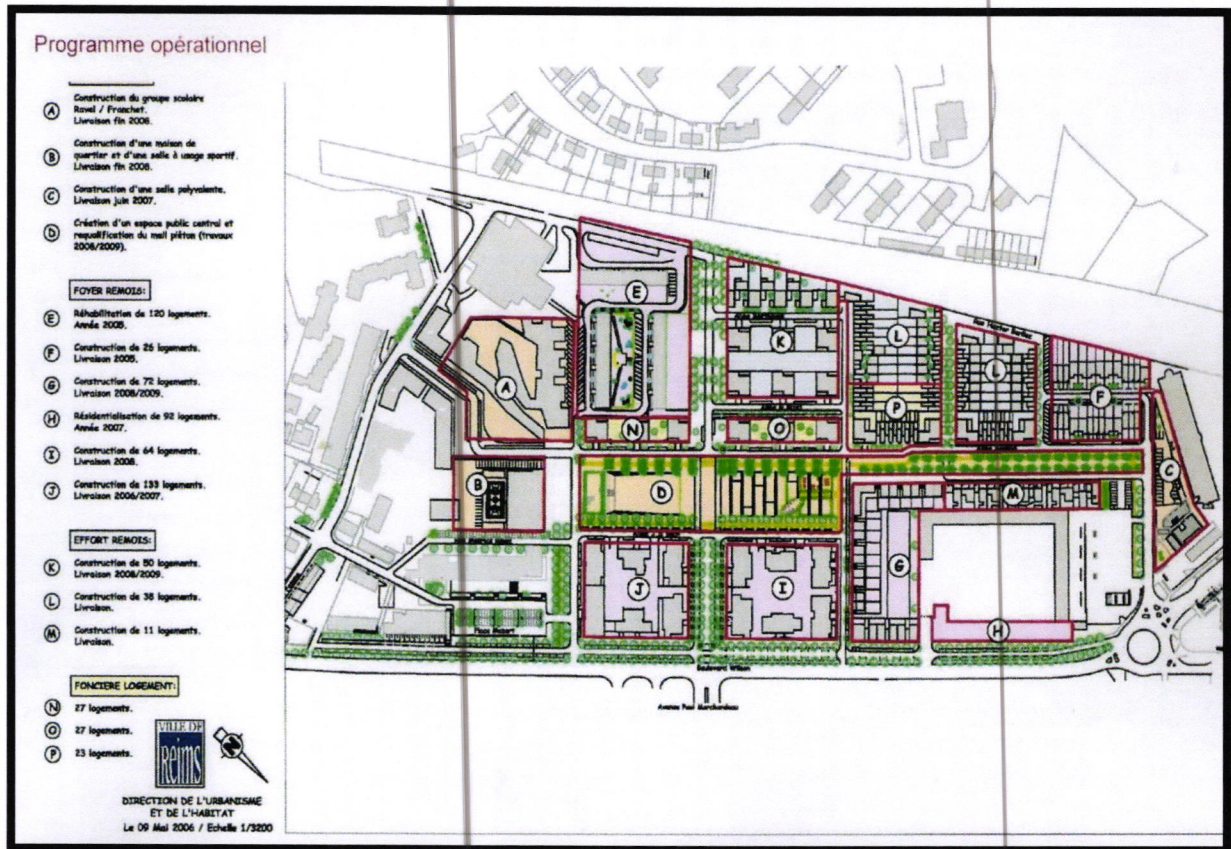 Programme opérationnel
A
Construction du groupe scolaire
Ravel / Franchet.
Livraison fin 2008.
B
Construction d'une maison de
quartier et d'une salle à usage sportif.
Livraison fin 2008.
C
Construction d'une salle polyvalente.
Livraison juin 2007.
D
Création d'un espace public central et
requalification du mail piéton (travaux
2008/2009).
FOYER REMOIS:
E
Réhabilitation de 120 logements.
F
Construction de 26 logements.
Livraison 2005.
G
Construction de 72 logements.
Livraison 2008/2009.
H
Résidentialisation de 92 logements.
Année 2007.
I
Construction de 64 logements.
Livraison 2008.
J
Construction de 133 logements.
Livraison 2006/2007.
EFFORT REMOIS:
K
Construction de 50 logements.
Livraison 2008/2009.
L
Construction de 38 logements.
Livraison.
M
Construction de 11 logements.
Livraison.
FONCIERE LOGEMENT:
N
27 logements.
O
27 logements.
P
23 logements.
VILLE DE
Reims
N
DIRECTION DE L'URBANISME
ET DE L'HABITAT
Le 09 Mai 2006 / Echelle 1/3200
E
K
L
L
F
A
P
N
O
C
B
D
M
G
J
I
H
Place Mozart
Boulevard Wilson
Avenue Paul Marchandeau